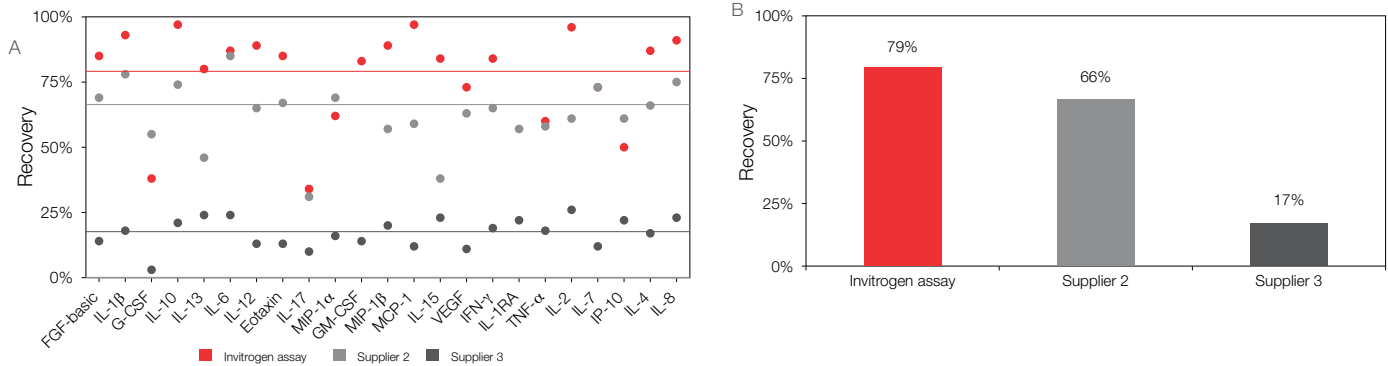 A
Recovery
100%
75%
50%
25%
0%
FGF-basic
IL-1β
G-CSF
IL-10
IL-13
IL-6
IL-12
Eotaxin
IL-17
MIP-1α
GM-CSF
MIP-1β
MCP-1
IL-15
VEGF
IFN-γ
IL-1RA
TNF-α
IL-2
IL-7
IP-10
IL-4
IL-8
Invitrogen assay
Supplier 2
Supplier 3
B
Recovery
100%
75%
50%
25%
0%
79%
66%
17%
Invitrogen assay
Supplier 2
Supplier 3